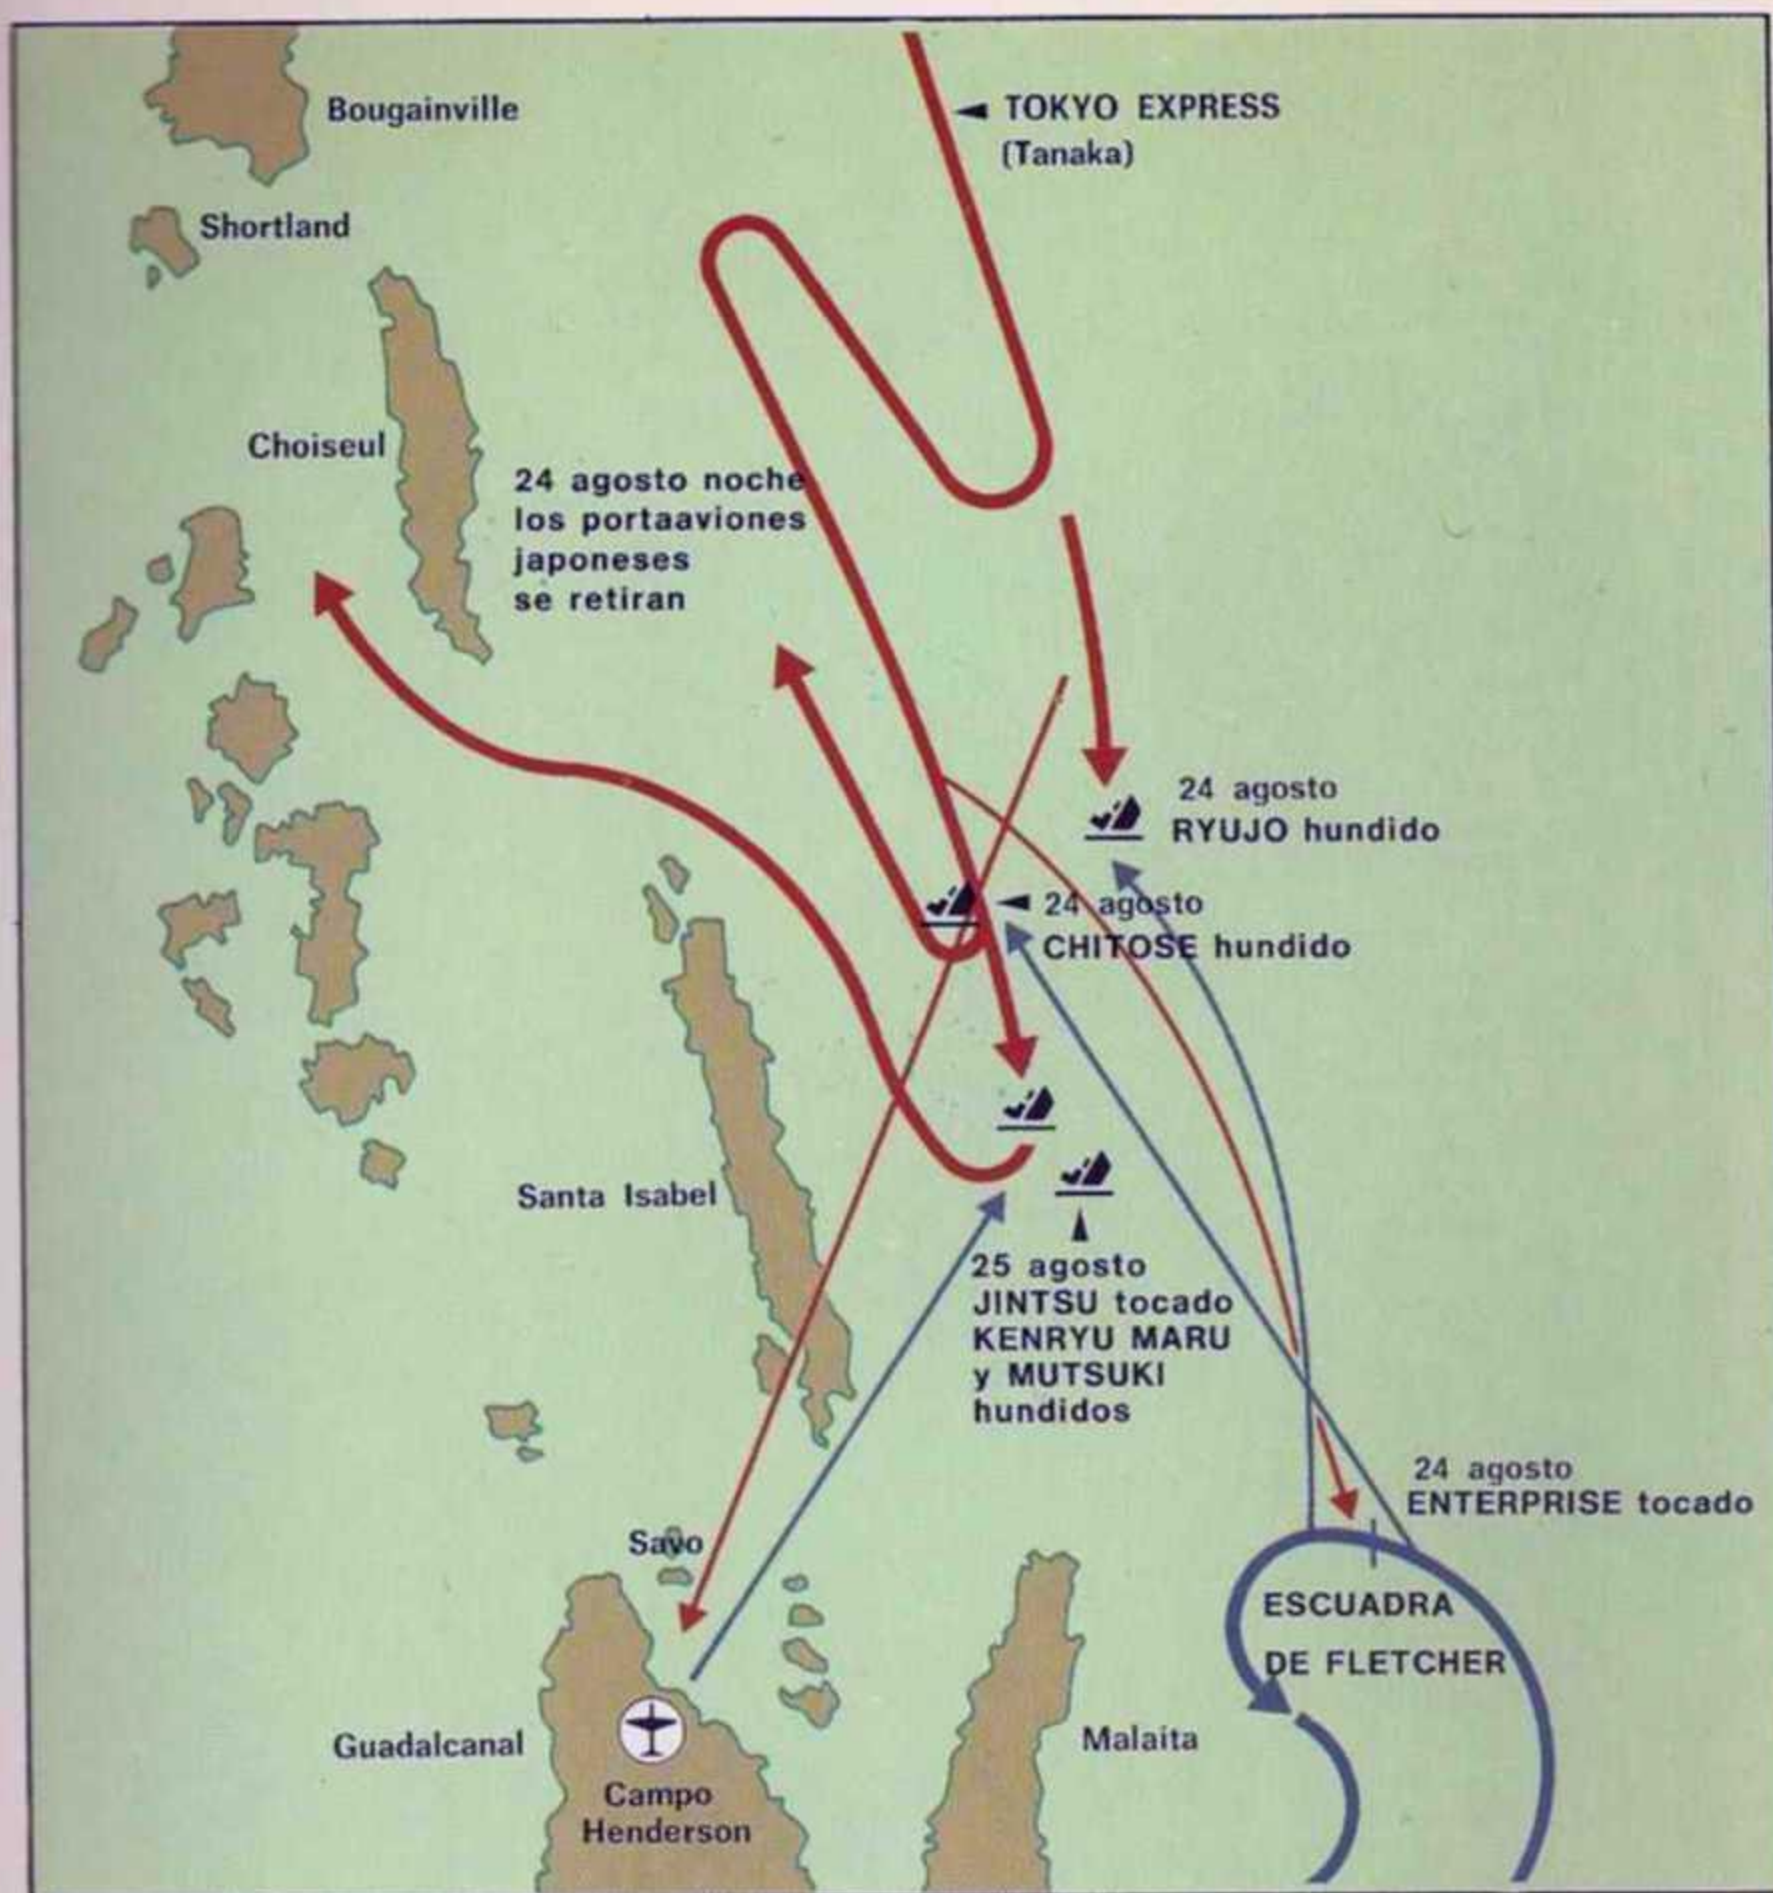 Bougainville
TOKYO EXPRESS
(Tanaka)
Shortland
Choiseul
24 agosto noche
los portaaviones
japoneses
se retiran
24 agosto
RYUJO hundido
24 agosto
CHITOSE hundido
Santa Isabel
25 agosto
JINTSU tocado
KENRYU MARU
y MUTSUKI
hundidos
24 agosto
ENTERPRISE tocado
Savo
ESCUADRA
DE FLETCHER
Guadalcanal
Malaita
Campo
Henderson